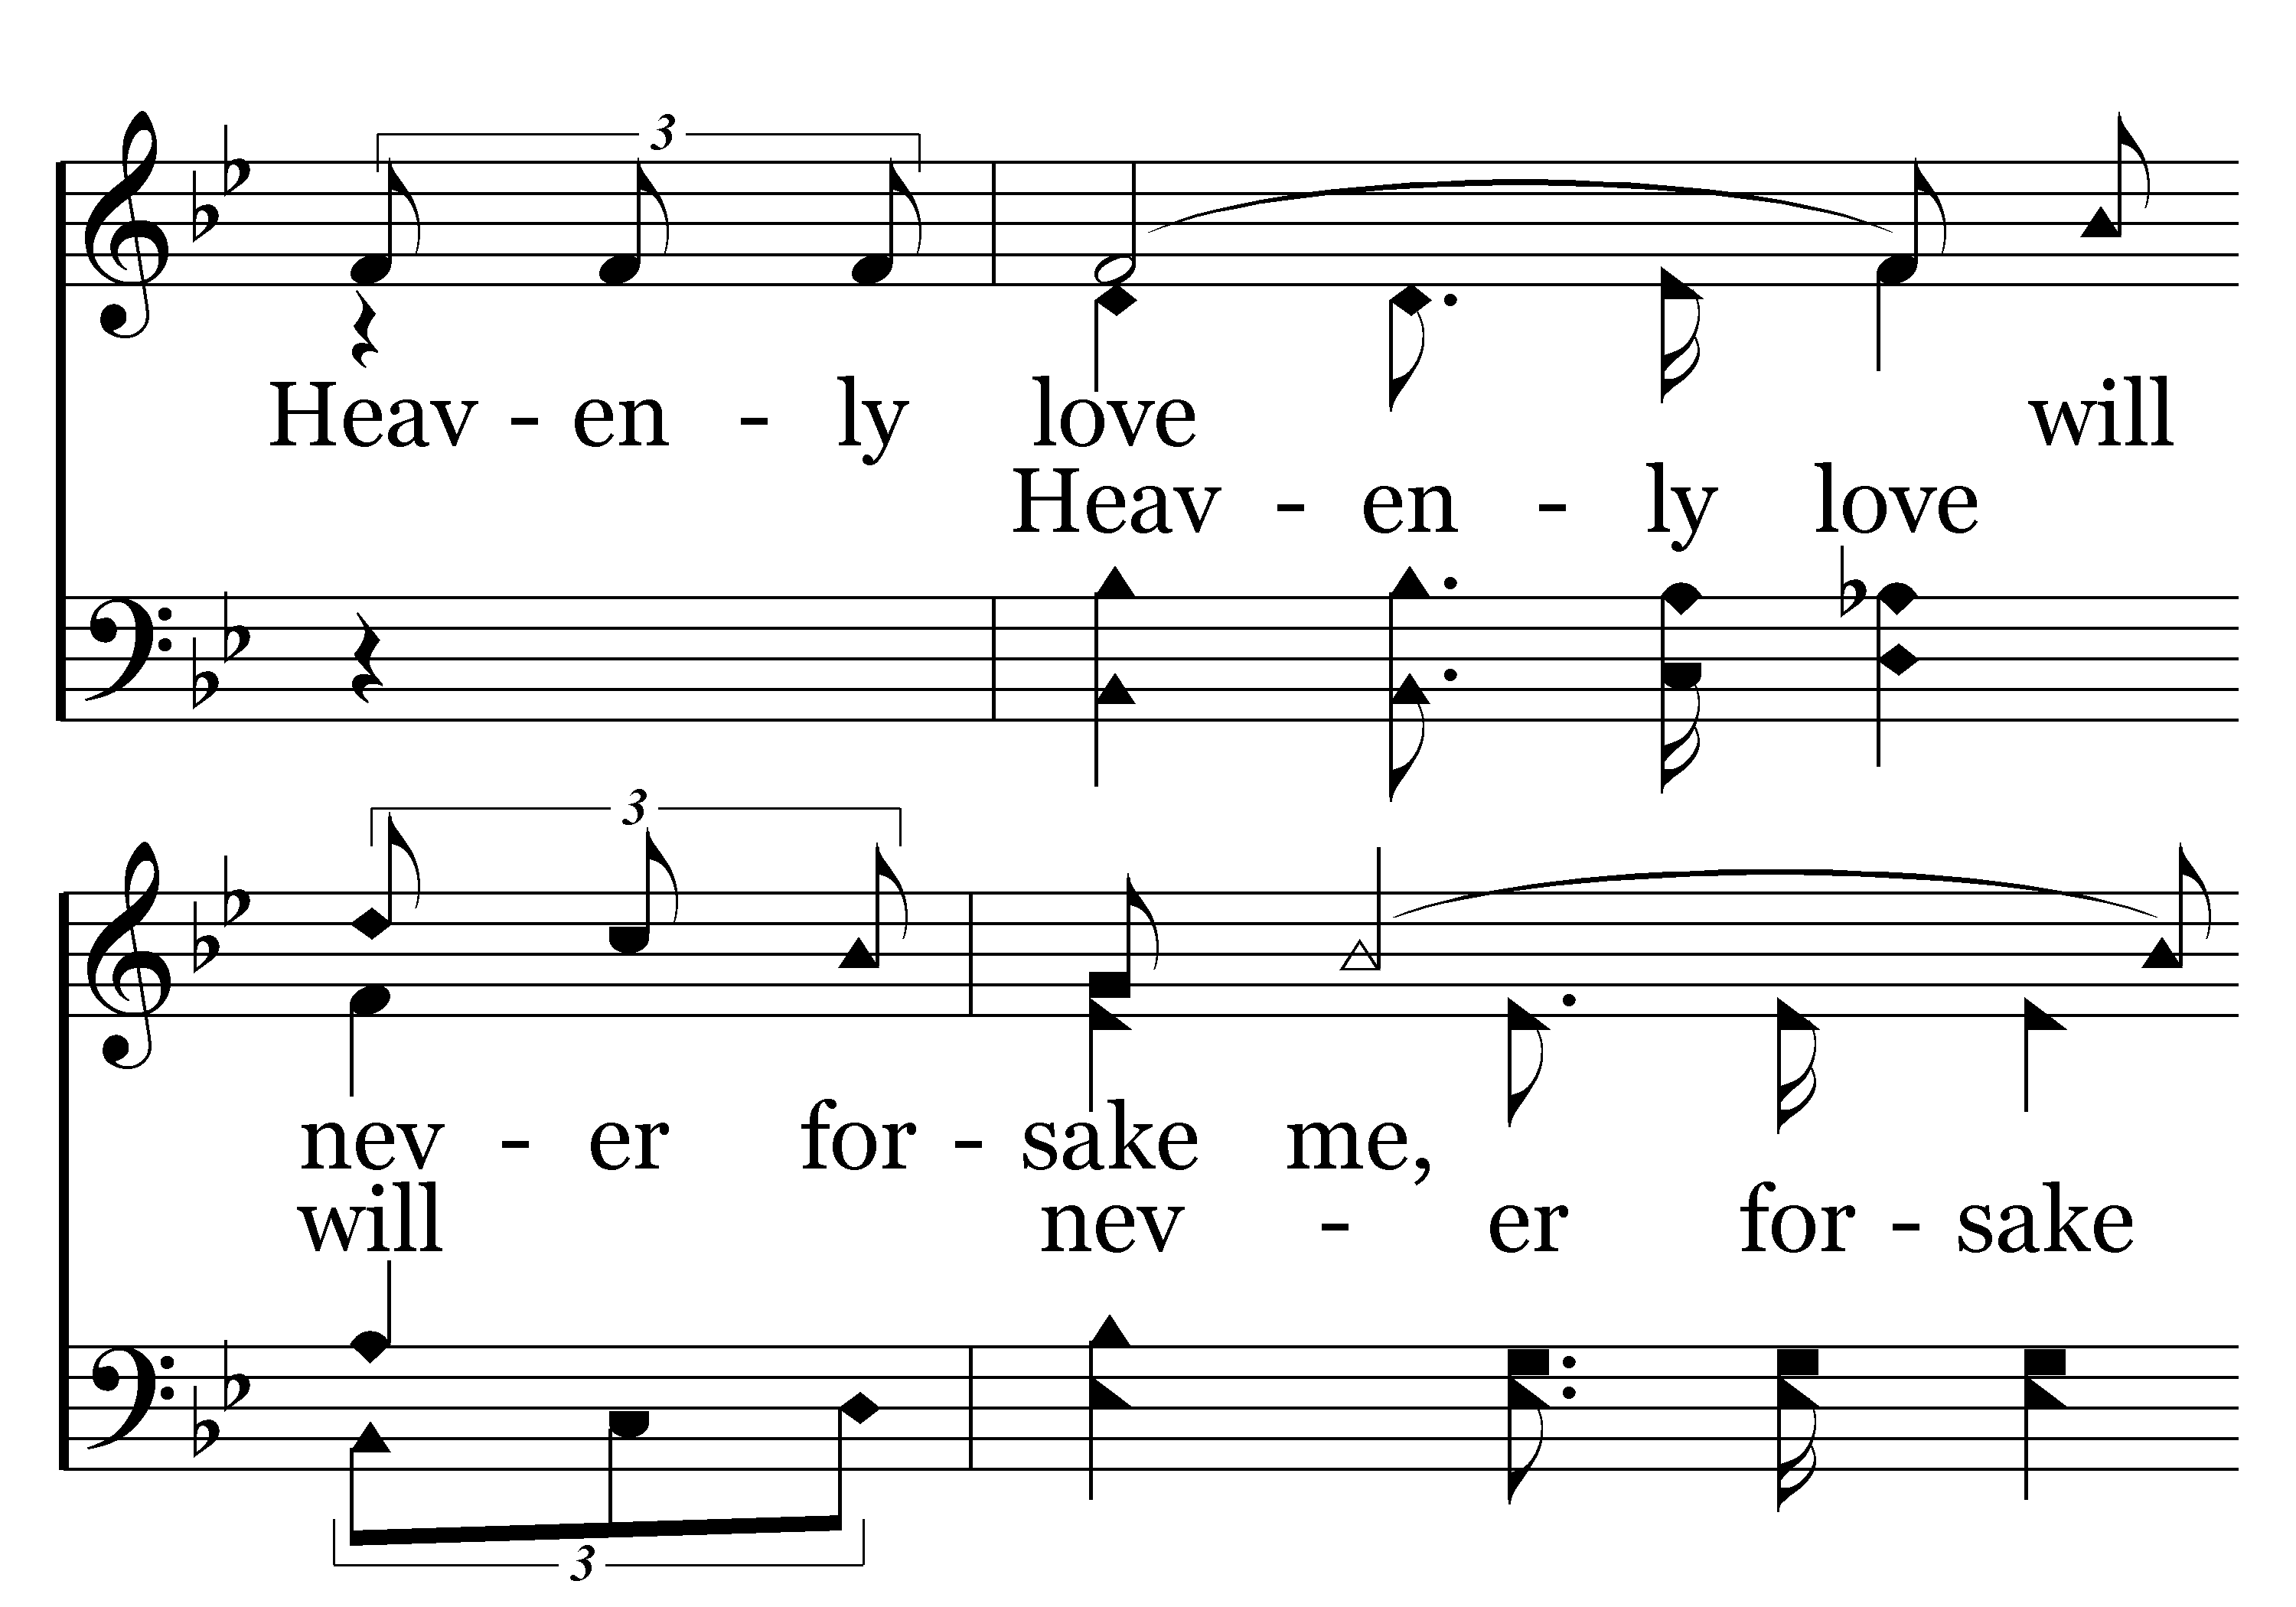 3
Heav - en - ly love will
Heav - en - ly love
3
nev - er for - sake me,
will nev - er for - sake
3